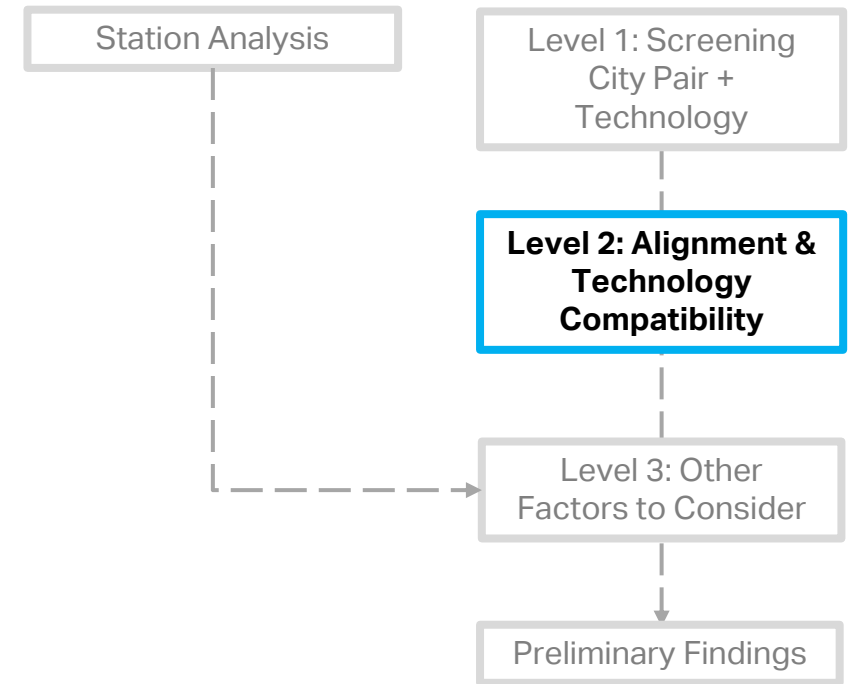 Station Analysis
Level 1: Screening
City Pair +
Technology
Level 2: Alignment &
Technology
Compatibility
Level 3: Other
Factors to Consider
Preliminary Findings